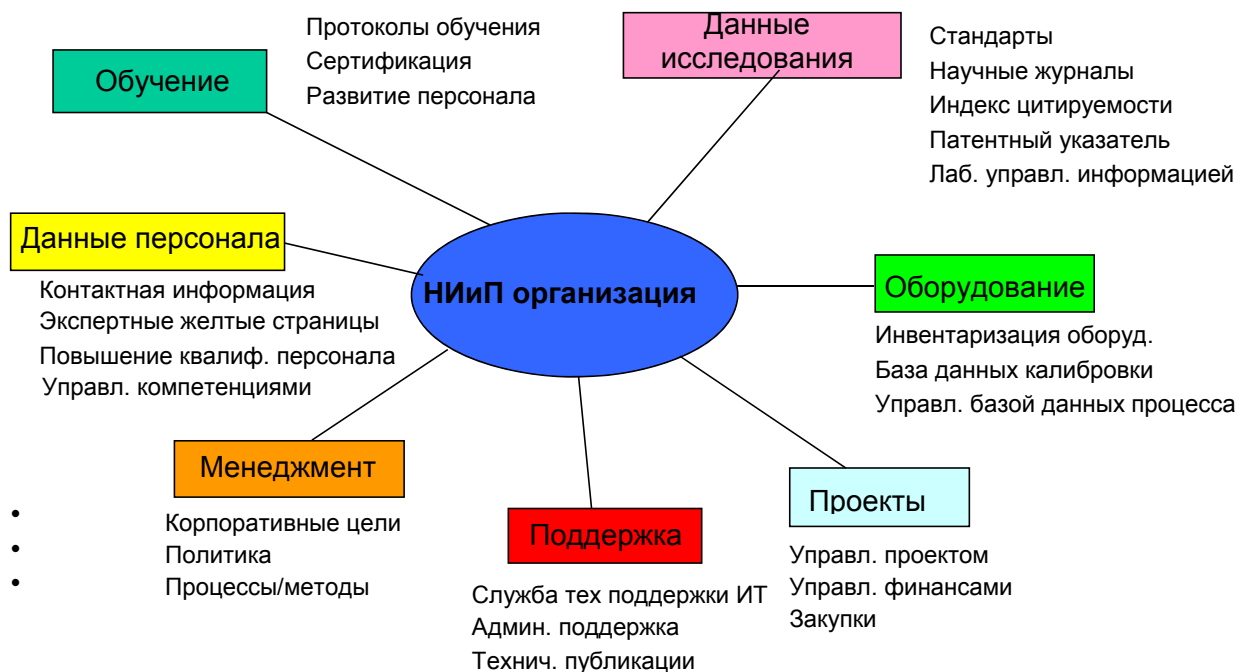 Обучение
Протоколы обучения
Сертификация
Развитие персонала
Данные
исследования
Стандарты
Научные журналы
Индекс цитируемости
Патентный указатель
Лаб. управл. информацией
Данные персонала
Контактная информация
Экспертные желтые страницы
Повышение квалиф. персонала
Управл. компетенциями
НИиП организация
Оборудование
Инвентаризация оборуд.
База данных калибровки
Управл. базой данных процесса
Менеджмент
• Корпоративные цели
• Политика
• Процессы/методы
Поддержка
Служба тех поддержки ИТ
Админ. поддержка
Технич. публикации
Проекты
Управл. проектом
Управл. финансами
Закупки